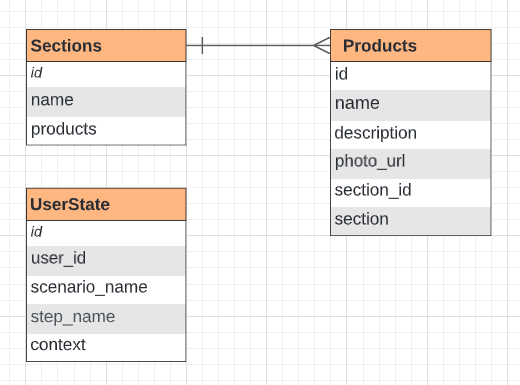 Sections
id
name
products
Products
id
name
description
photo_url
section_id
section
UserState
id
user_id
scenario_name
step_name
context